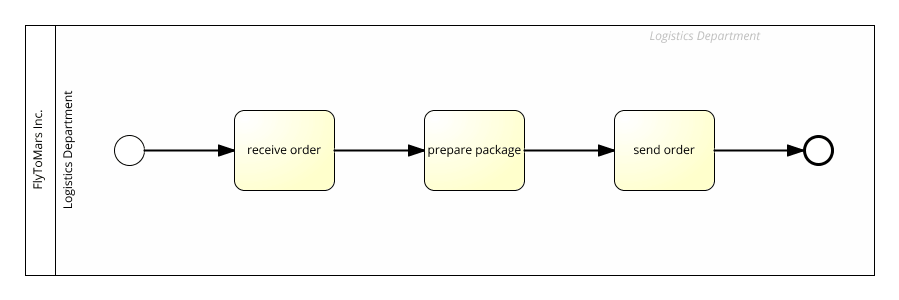 Logistics Department
FlyToMars Inc.
Logistics Department
receive order
prepare package
send order